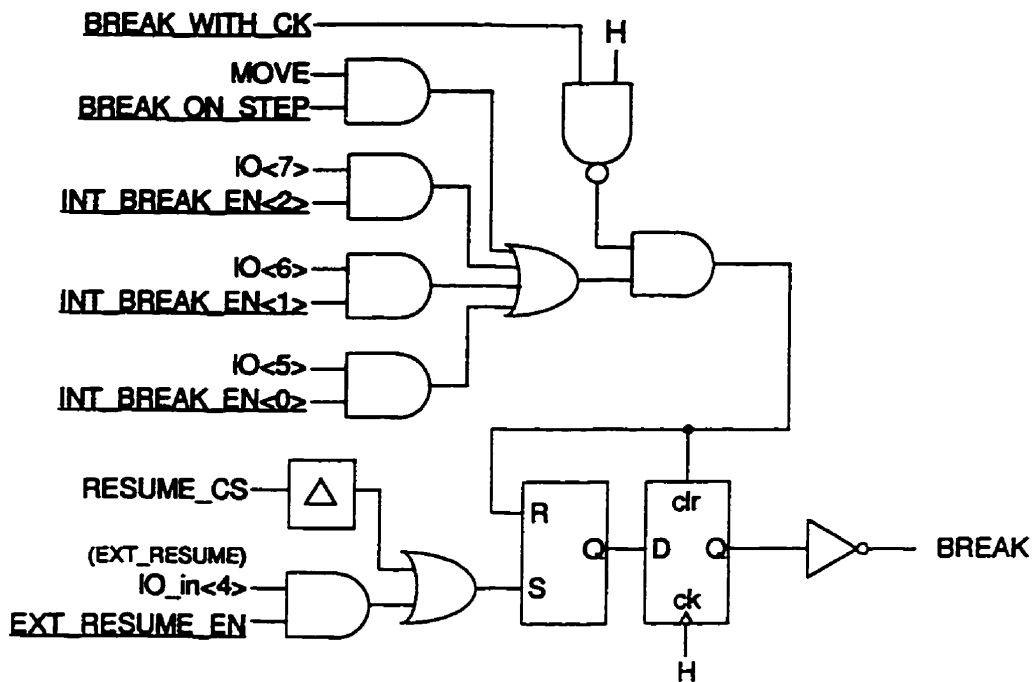 BREAK_WITH_CK
H
MOVE
BREAK_ON_STEP
IO<7>
INT_BREAK_EN<2>
IO<6>
INT_BREAK_EN<1>
IO<5>
INT_BREAK_EN<0>
RESUME_CS
Δ
(EXT_RESUME)
IO_in<4>
EXT_RESUME_EN
R
S
Q
clr
D
Q
ck
H
BREAK